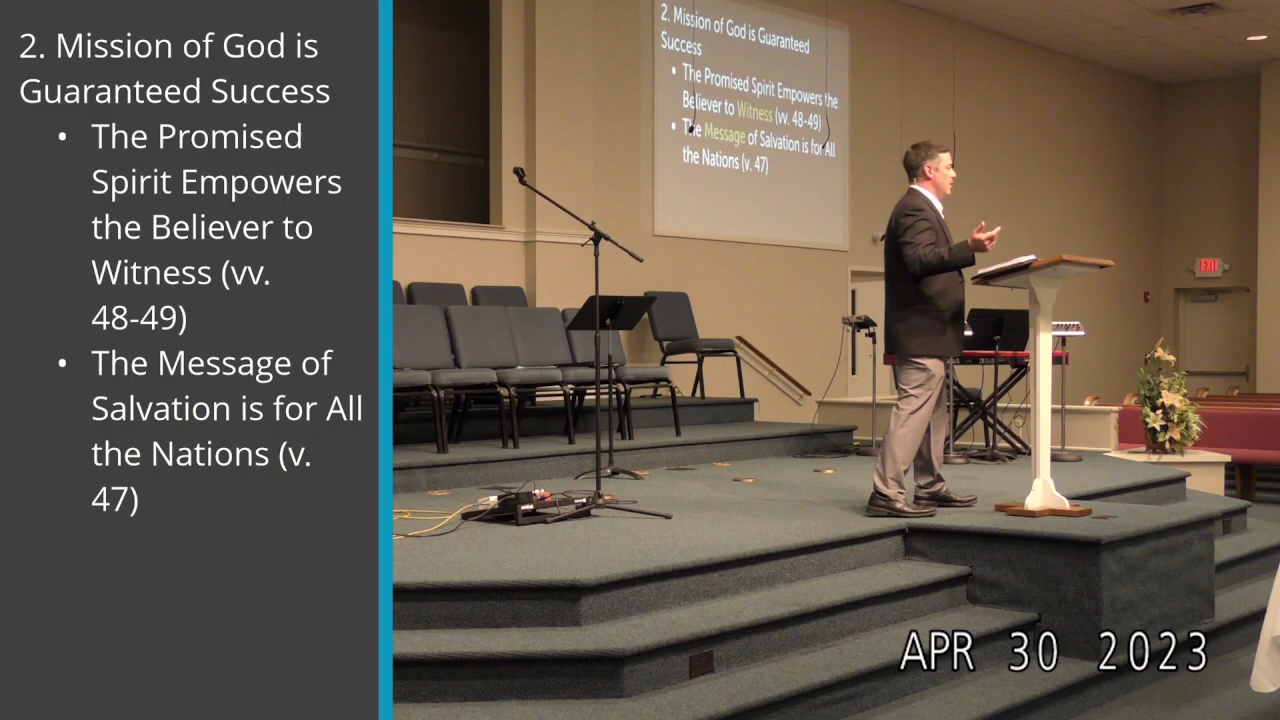 2. Mission of God is
Guaranteed Success
• The Promised
Spirit Empowers
the Believer to
Witness (vv.
48-49)
• The Message of
Salvation is for All
the Nations (v.
47)
2. Mission of God is Guaranteed
Success
• The Promised Spirit Empowers the
Believer to Witness (vv. 48-49)
• The Message of Salvation is for All
the Nations (v. 47)
EXIT
APR 30 2023